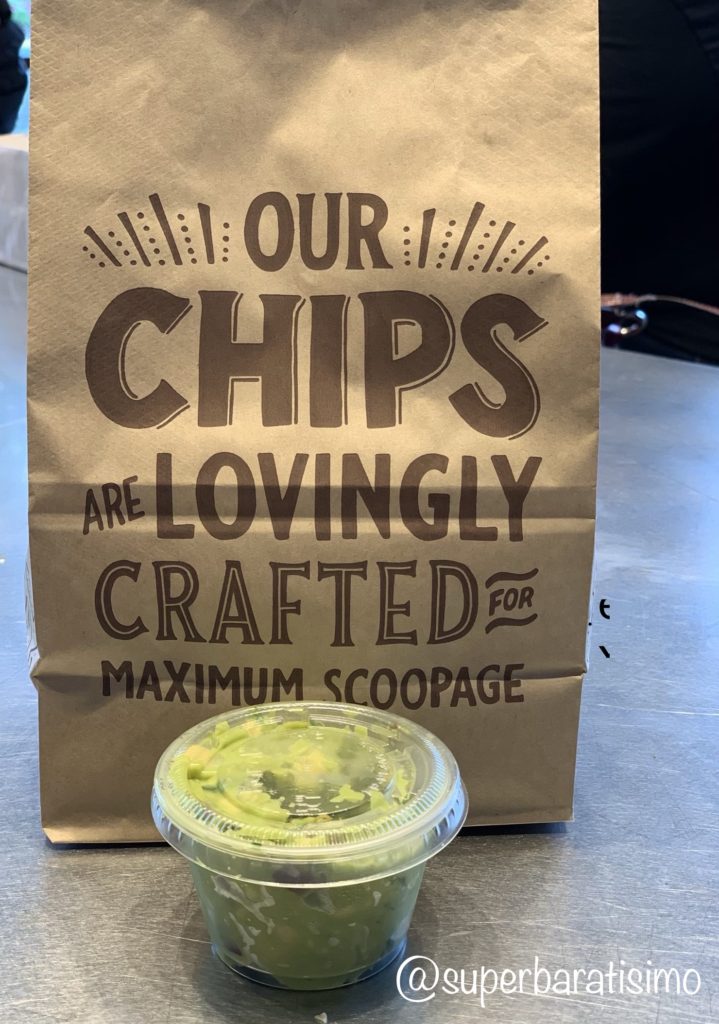 OUR
CHIPS
ARE LOVINGLY
CRAFTED FOR
MAXIMUM SCOOPAGE
@superbaratisimo